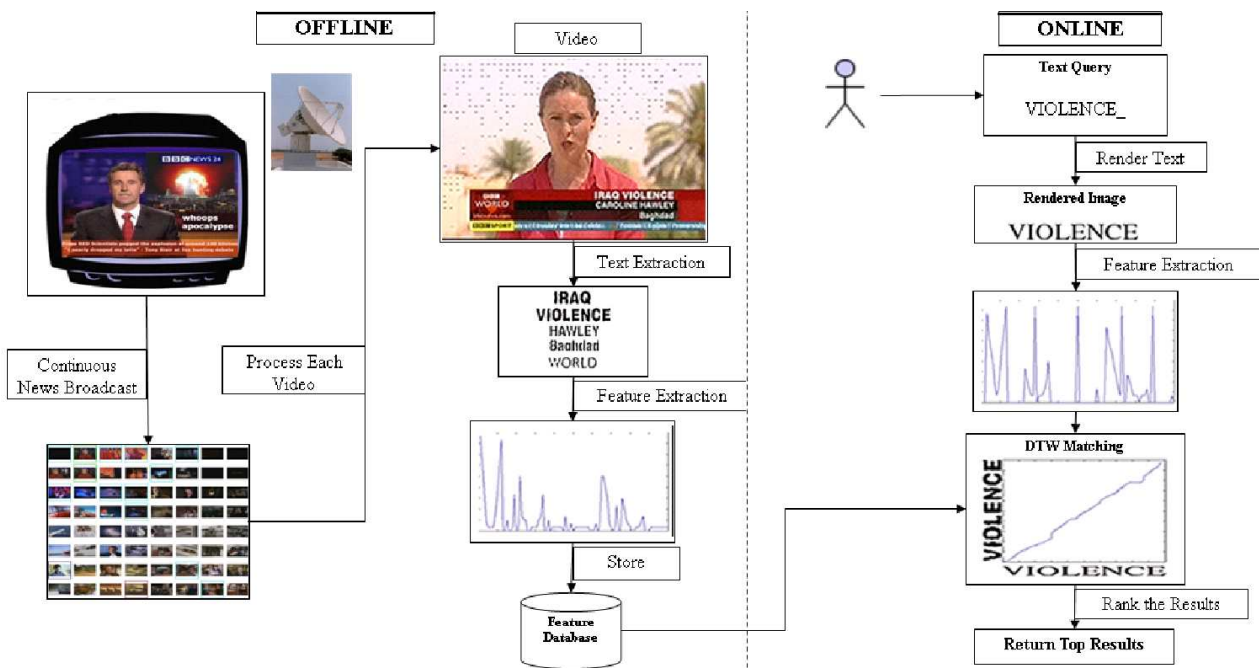 OFFLINE
Video
BBC NEWS 24
whoops
apocalypse
Continuous
News Broadcast
Process Each
Video
IRAQ VIOLENCE
CAROLINE HAWLEY
Baghdad
BBC
WORLD
BBC SPORT
Text Extraction
IRAQ
ViOLENCE
HAWLEY
Baghdad
WORLD
Feature Extraction
Store
Feature
Database
ONLINE
Text Query
VIOLENCE_
Render Text
Rendered Image
VIOLENCE
Feature Extraction
DTW Matching
ViOLENCE
VIOLENCE
Rank the Results
Return Top Results